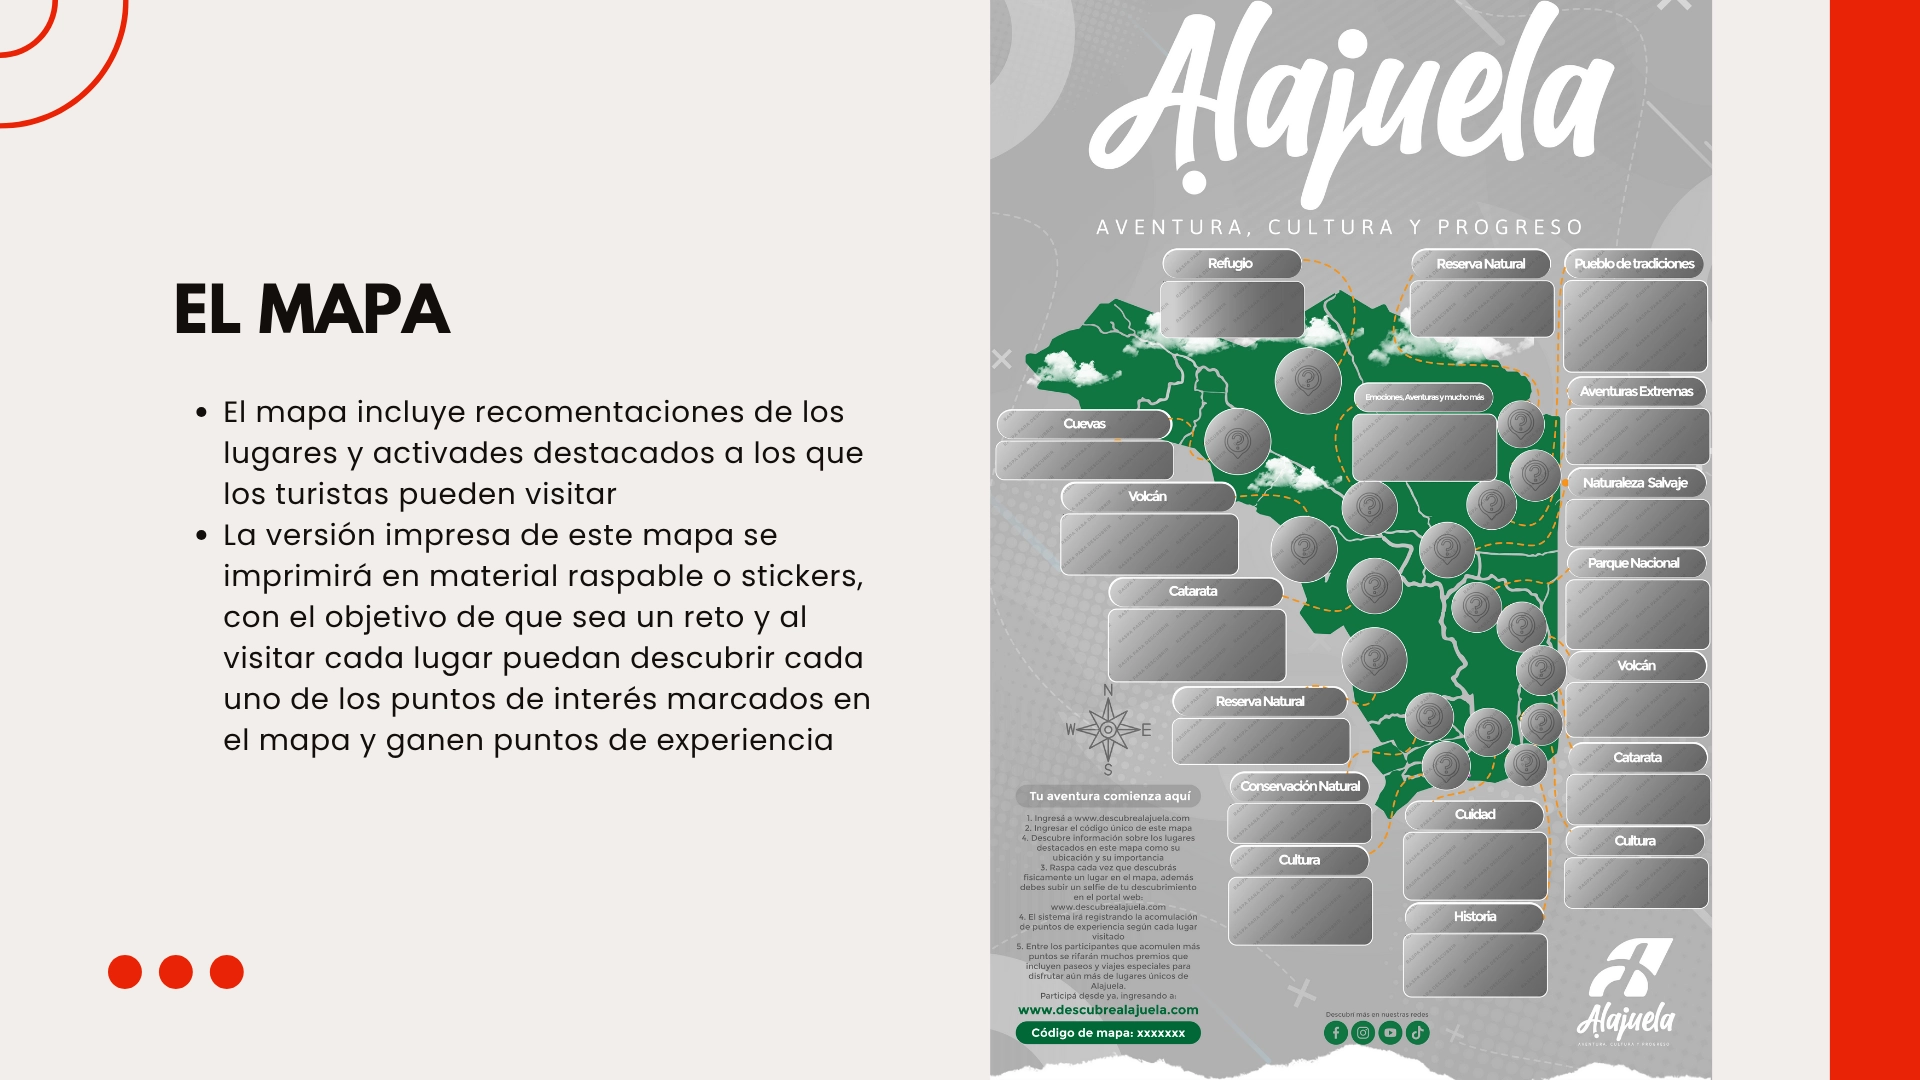 EL MAPA
El mapa incluye recomentaciones de los
lugares y activades destacados a los que
los turistas pueden visitar
La versión impresa de este mapa se
imprimirá en material raspable o stickers,
con el objetivo de que sea un reto y al
visitar cada lugar puedan descubrir cada
uno de los puntos de interés marcados en
el mapa y ganen puntos de experiencia
Alajuela
AVENTURA, CULTURA Y PROGRESO
Refugio
Reserva Natural
Pueblo de tradiciones
Emociones, Aventuras y mucho más
Aventuras Extremas
Cuevas
Naturaleza Salvaje
Volcán
Parque Nacional
Catarata
Volcán
Reserva Natural
Catarata
Conservación Natural
Cuidad
Cultura
Cultura
Historia
N
W
E
S
Tu aventura comienza aquí
1. Ingresá a www.descubrealajuela.com
2. Ingresar el código único de este mapa
4. Descubre información sobre los lugares
destacados en este mapa como su
ubicación y su importancia
3. Raspa cada vez que descubrás
físicamente un lugar en el mapa, además
debes subir un selfie de tu descubrimiento
en el portal web:
www.descubrealajuela.com
4. El sistema irá registrando la acomulación
de puntos de experiencia según cada lugar
visitado
5. Entre los participantes que acomulen más
puntos se rifarán muchos premios que
incluyen paseos y viajes especiales para
disfrutar aún más de lugares únicos de
Alajuela.
Participá desde ya, ingresando a:
www.descubrealajuela.com
Código de mapa: xxxxxxx
Descubrí más en nuestras redes
Alajuela
AVENTURA, CULTURA Y PROGRESO